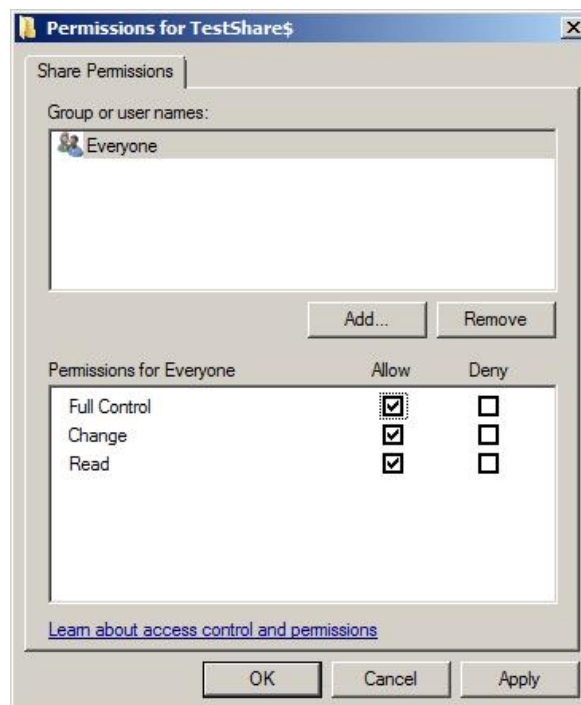 Permissions for TestShare$
Share Permissions
Group or user names:
Everyone
Add... Remove
Permissions for Everyone Allow Deny
Full Control
Change
Read
Learn about access control and permissions
OK Cancel Apply